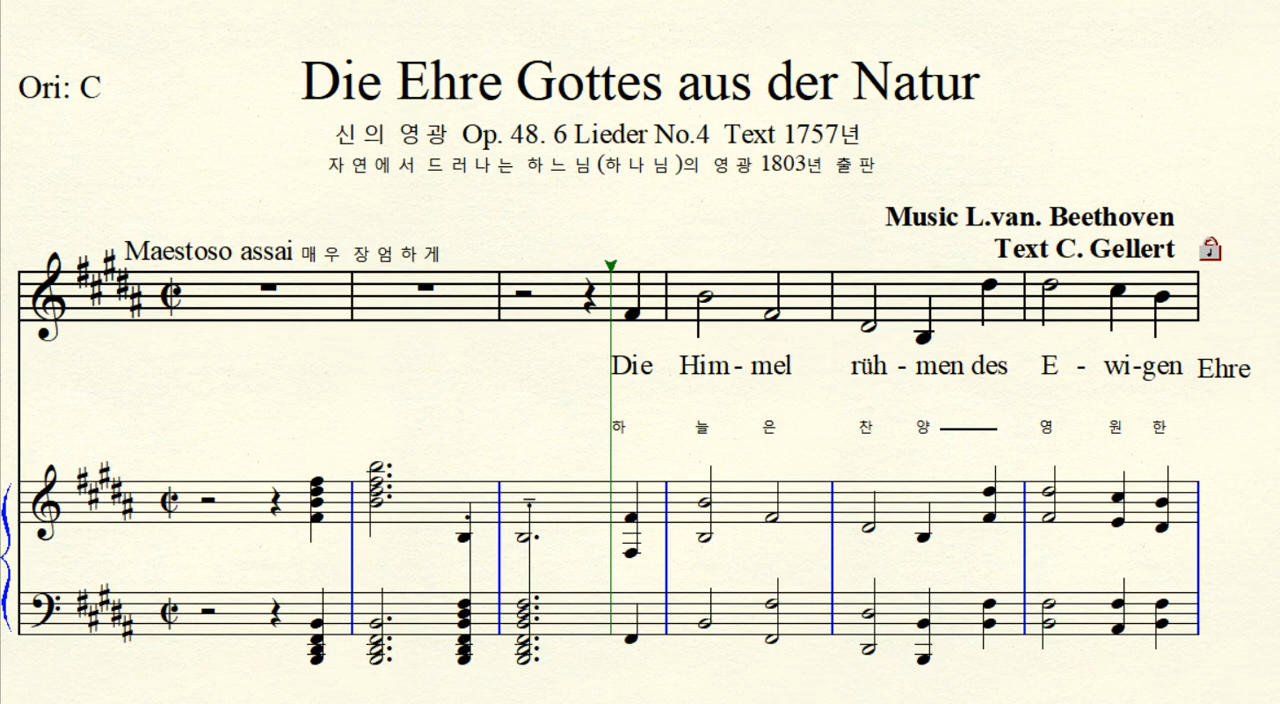 Ori: C
Die Ehre Gottes aus der Natur
신의 영광 Op. 48. 6 Lieder No.4 Text 1757년
자연에서 드러나는 하느님(하나님)의 영광 1803년 출판
Music L.van. Beethoven
Text C. Gellert
Maestoso assai 매우 장엄하게
Die Him - mel rüh - men des E - wi-gen Ehre
하 늘 은 찬 양 영 원 한